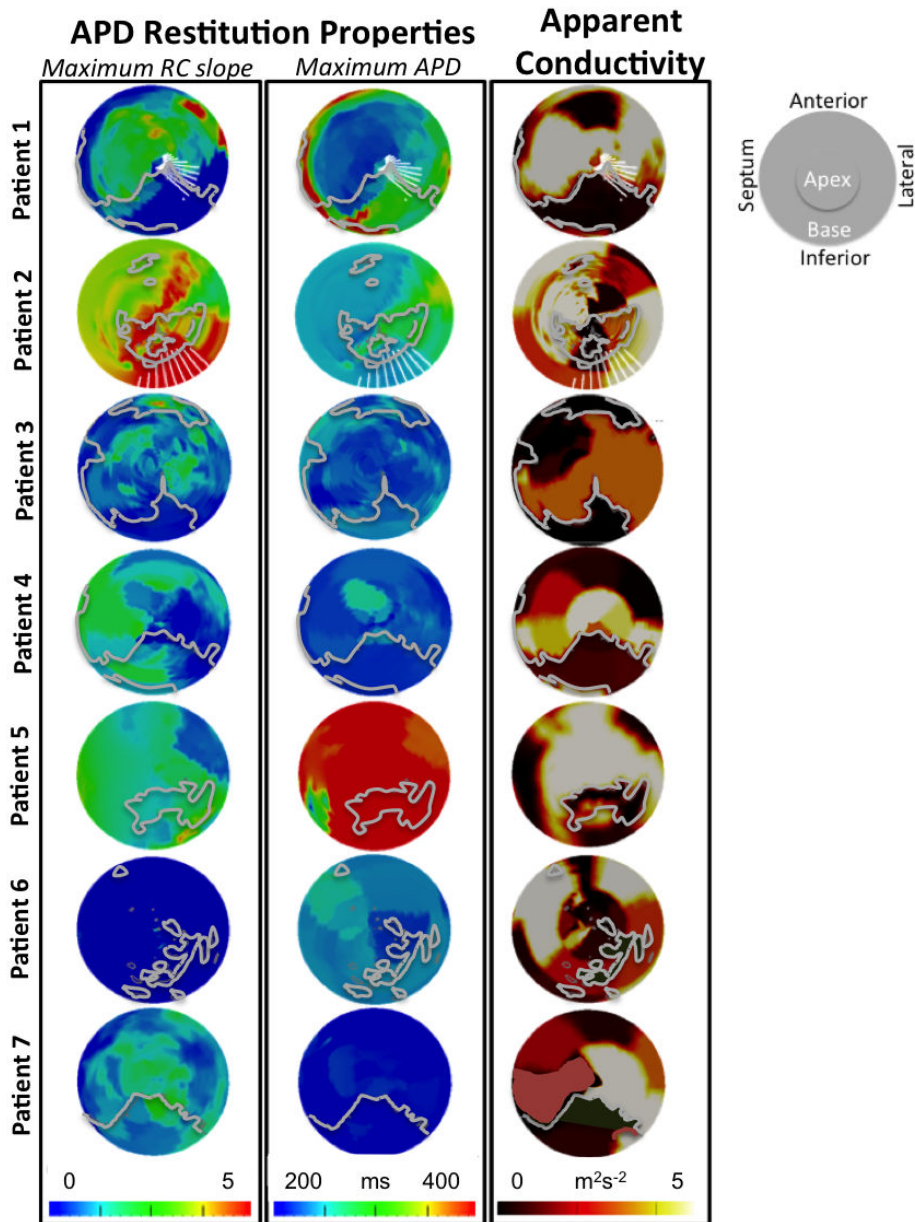 APD Restitution Properties
Maximum RC slope
Maximum APD
Apparent
Conductivity
Anterior
Septum
Apex
Lateral
Base
Inferior
Patient 1
Patient 2
Patient 3
Patient 4
Patient 5
Patient 6
Patient 7
0 5
200 ms 400
0 m²s⁻² 5